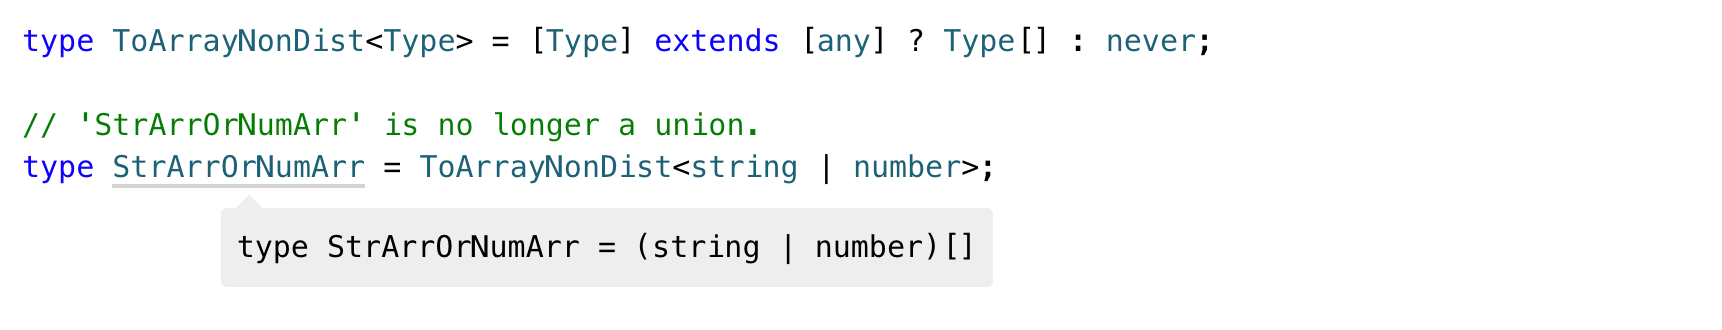 type ToArrayNonDist<Type> = [Type] extends [any] ? Type[] : never;
// 'StrArrOrNumArr' is no longer a union.
type StrArrOrNumArr = ToArrayNonDist<string | number>;
type StrArrOrNumArr = (string | number)[]